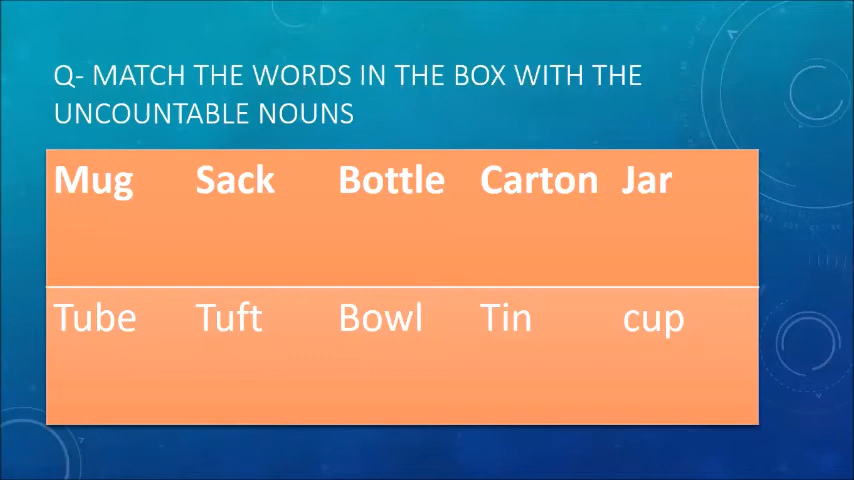 Q- MATCH THE WORDS IN THE BOX WITH THE
UNCOUNTABLE NOUNS
Mug Sack Bottle Carton Jar
Tube Tuft Bowl Tin cup